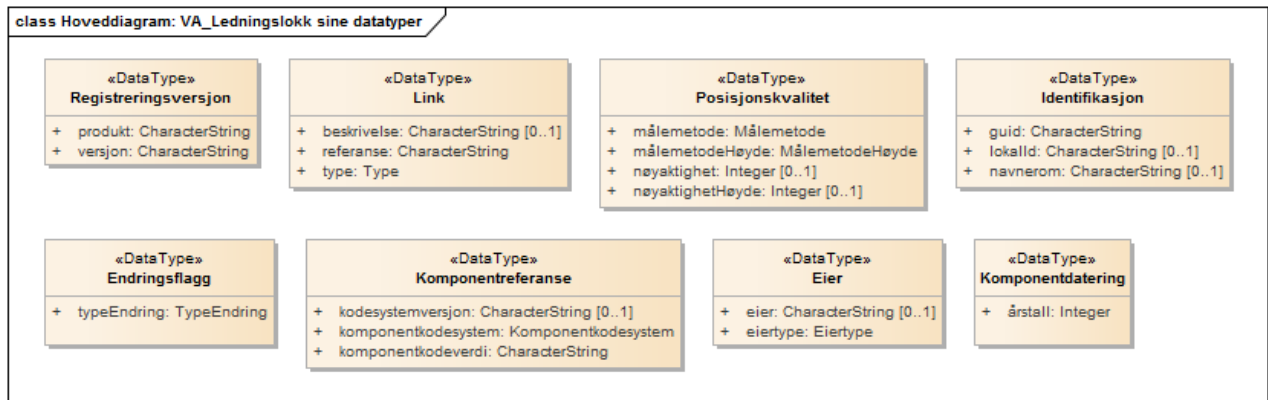 class Hoveddiagram: VA_Ledningslokk sine datatyper
«DataType»
Registreringsversjon
+ produkt: CharacterString
+ versjon: CharacterString
«DataType»
Link
+ beskrivelse: CharacterString [0..1]
+ referanse: CharacterString
+ type: Type
«DataType»
Posisjonskvalitet
+ målemetode: Målemetode
+ målemetodeHøyde: MålemetodeHøyde
+ nøyaktighet: Integer [0..1]
+ nøyaktighetHøyde: Integer [0..1]
«DataType»
Identifikasjon
+ guid: CharacterString
+ lokalId: CharacterString [0..1]
+ navnerom: CharacterString [0..1]
«DataType»
Endringsflagg
+ typeEndring: TypeEndring
«DataType»
Komponentreferanse
+ kodesystemversjon: CharacterString [0..1]
+ komponentkodesystem: Komponentkodesystem
+ komponentkodeverdi: CharacterString
«DataType»
Eier
+ eier: CharacterString [0..1]
+ eiertype: Eiertype
«DataType»
Komponentdatering
+ årstall: Integer